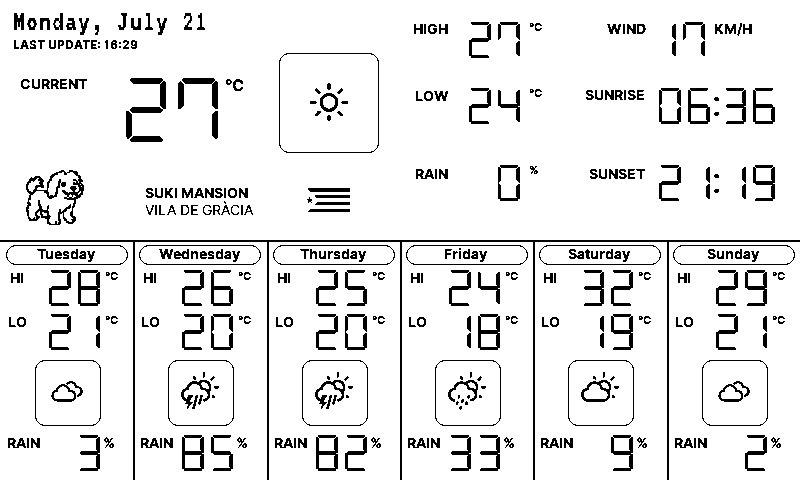 Monday, July 21
LAST UPDATE: 16:29
CURRENT 27 °C
SUKI MANSION
VILA DE GRÀCIA
HIGH 27 °C
LOW 24 °C
RAIN 0 %
WIND 17 KM/H
SUNRISE 06:36
SUNSET 21:19
Tuesday
HI 28 °C
LO 21 °C
RAIN 3 %
Wednesday
HI 26 °C
LO 20 °C
RAIN 85 %
Thursday
HI 25 °C
LO 20 °C
RAIN 82 %
Friday
HI 24 °C
LO 18 °C
RAIN 33 %
Saturday
HI 32 °C
LO 19 °C
RAIN 9 %
Sunday
HI 29 °C
LO 21 °C
RAIN 2 %